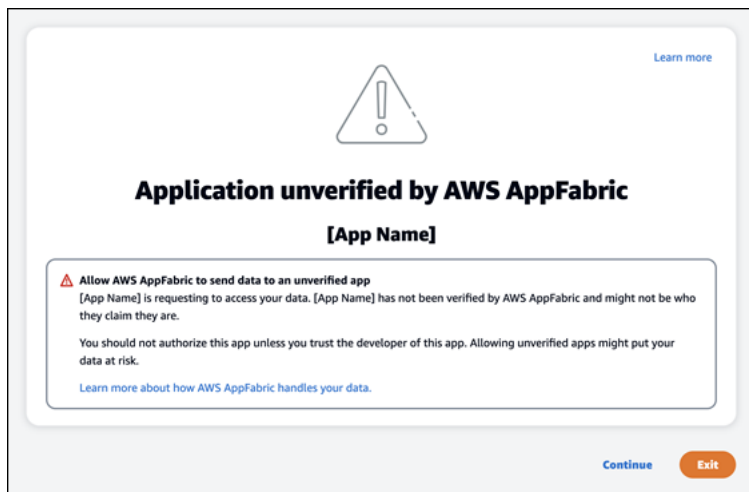 Learn more
Application unverified by AWS AppFabric
[App Name]
Allow AWS AppFabric to send data to an unverified app
[App Name] is requesting to access your data. [App Name] has not been verified by AWS AppFabric and might not be who
they claim they are.
You should not authorize this app unless you trust the developer of this app. Allowing unverified apps might put your
data at risk.
Learn more about how AWS AppFabric handles your data.
Continue
Exit